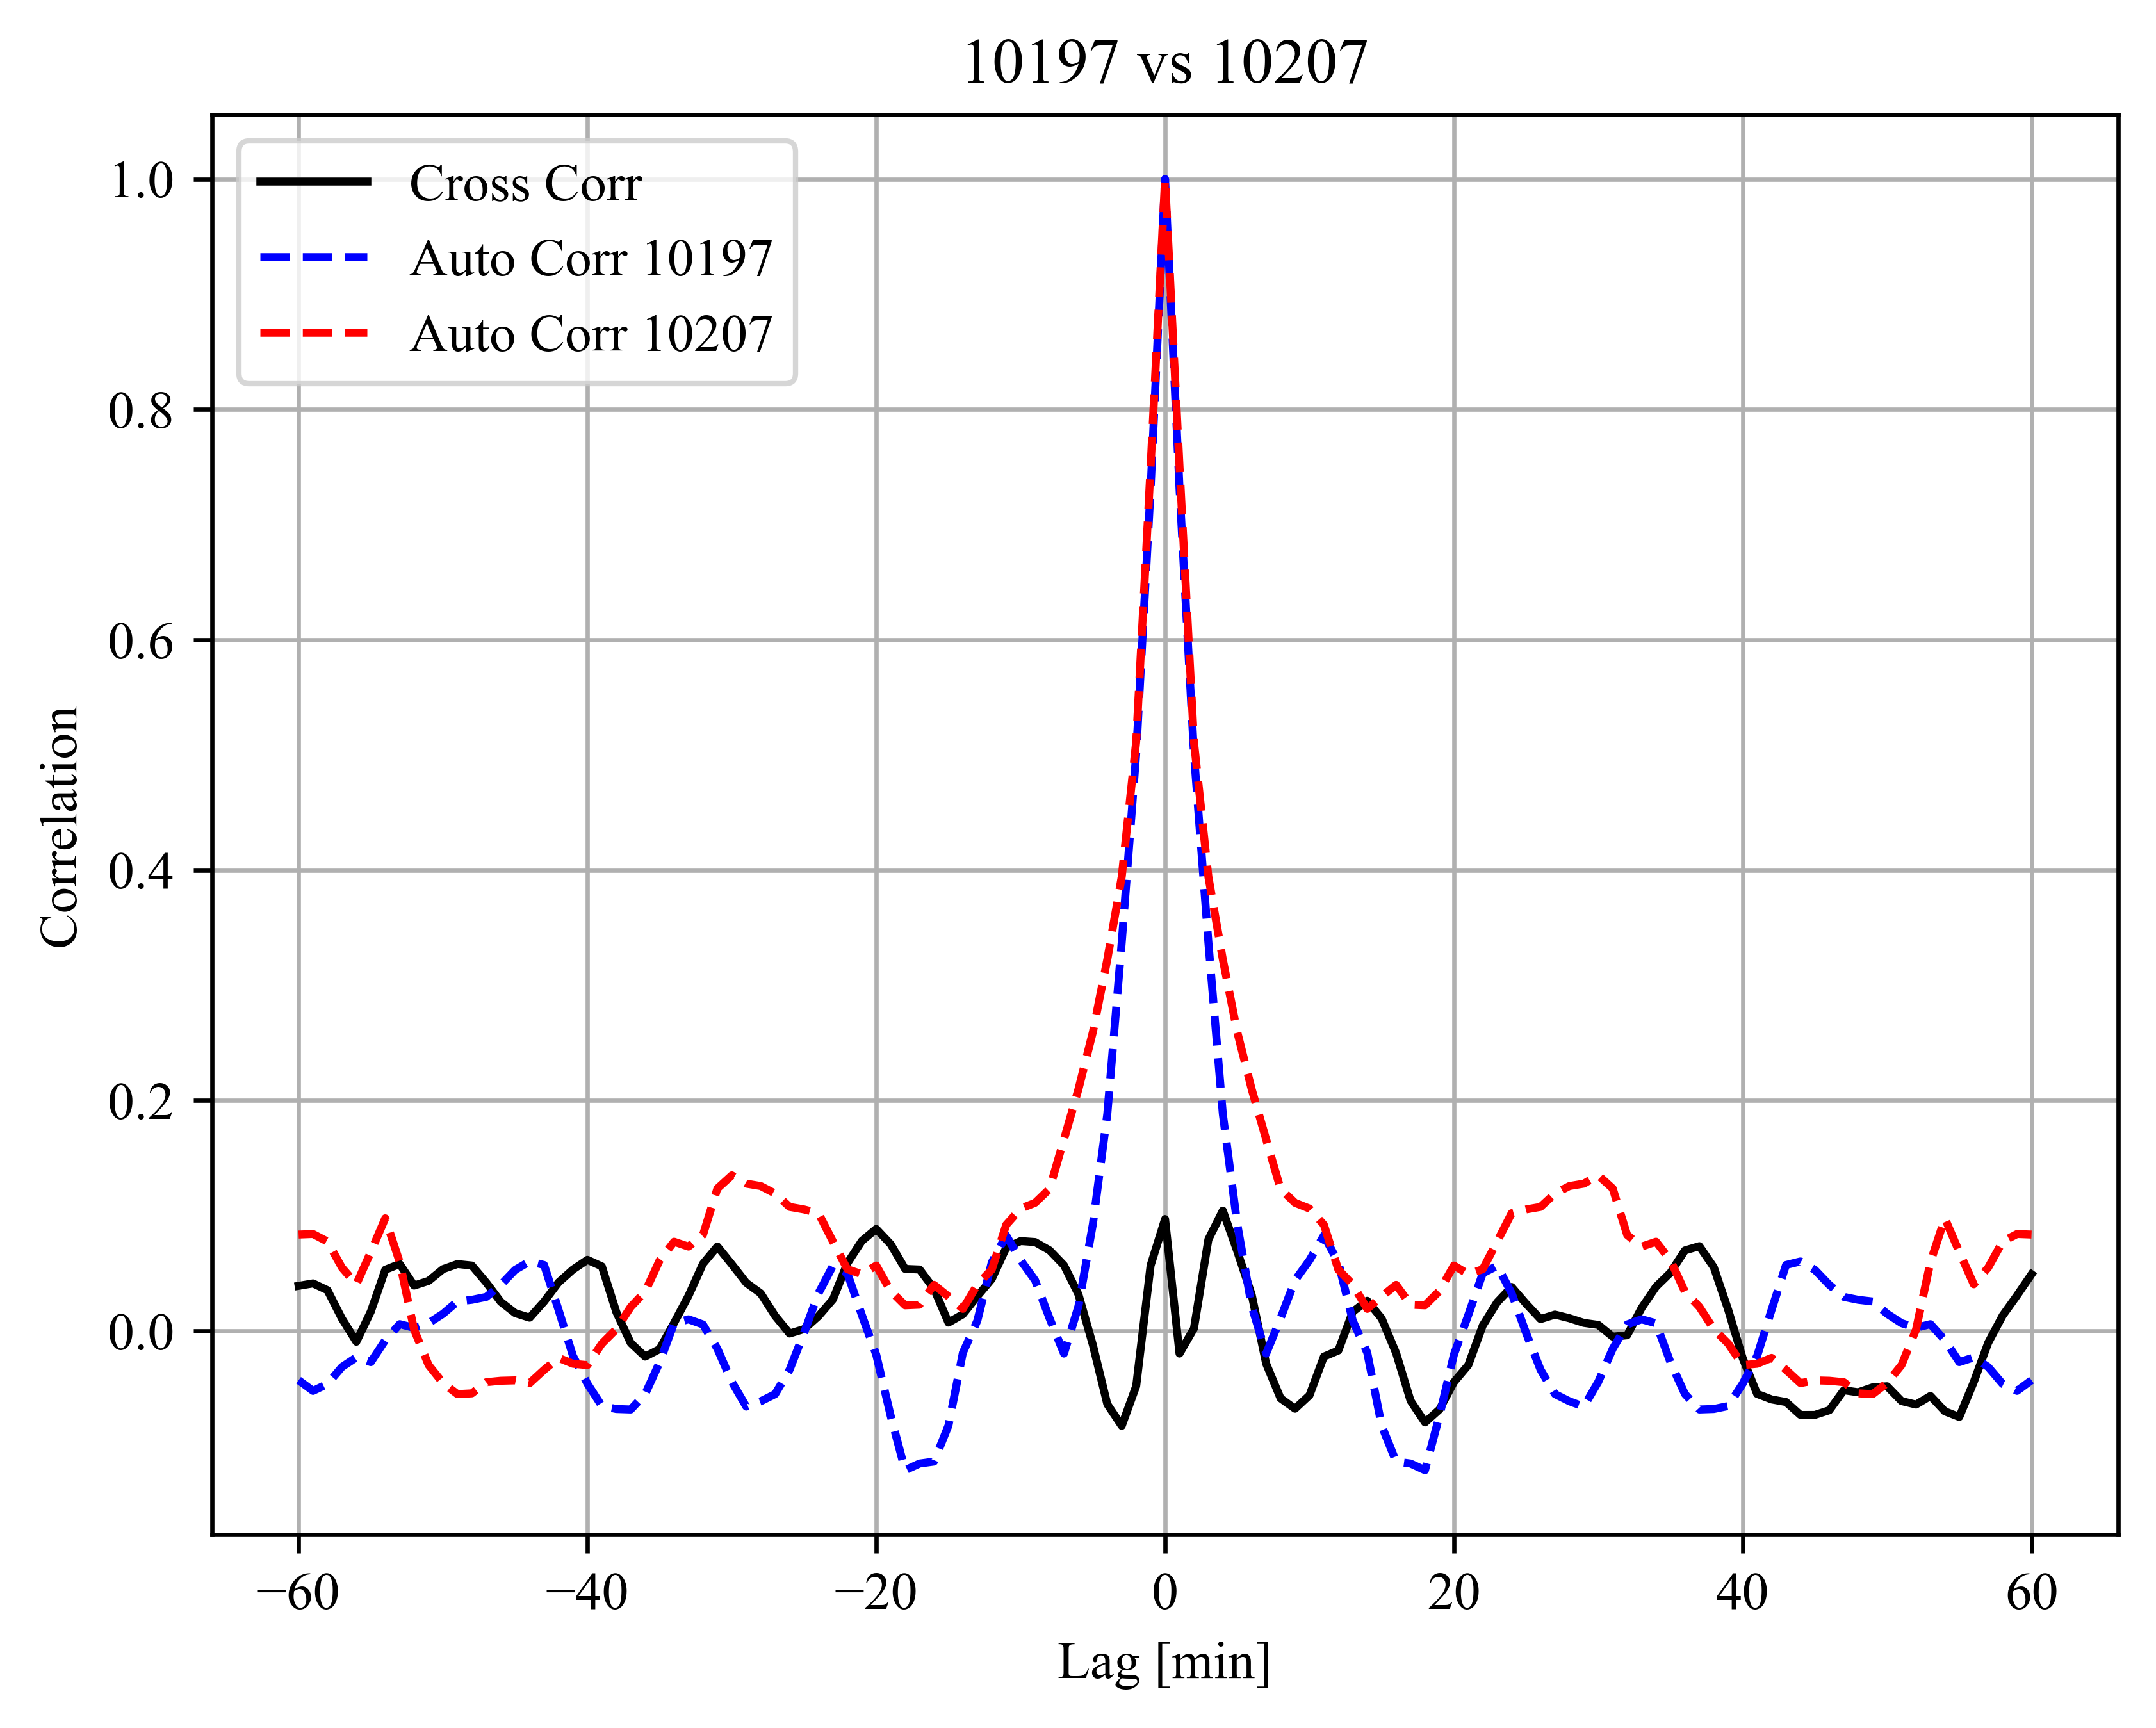 10197 vs 10207
Cross Corr
Auto Corr 10197
Auto Corr 10207
1.0
0.8
0.6
0.4
0.2
0.0
Correlation
−60 −40 −20 0 20 40 60
Lag [min]